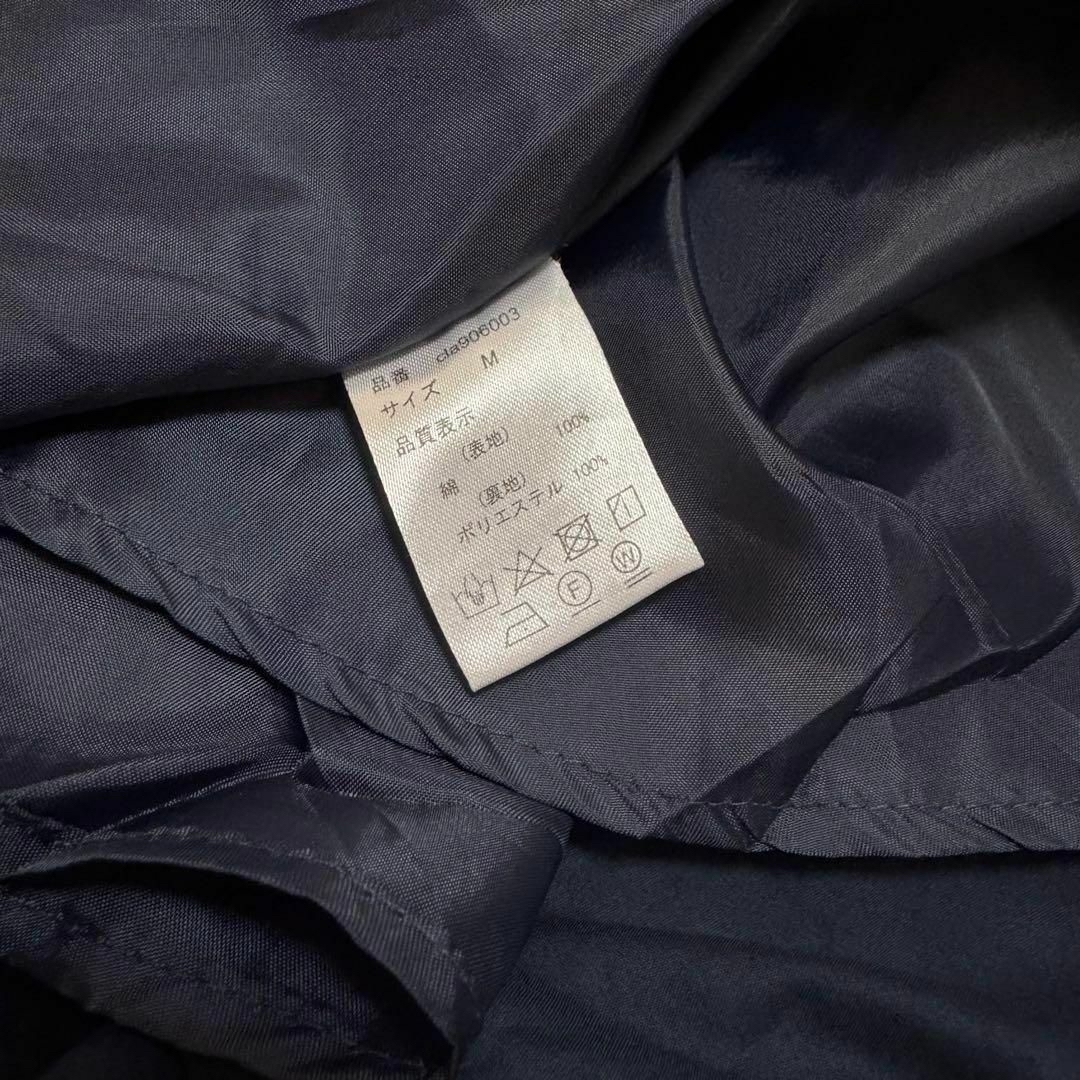 品番 cla906003
サイズ M
品質表示
(表地)
綿 100%
(裏地)
ポリエステル 100%
F W